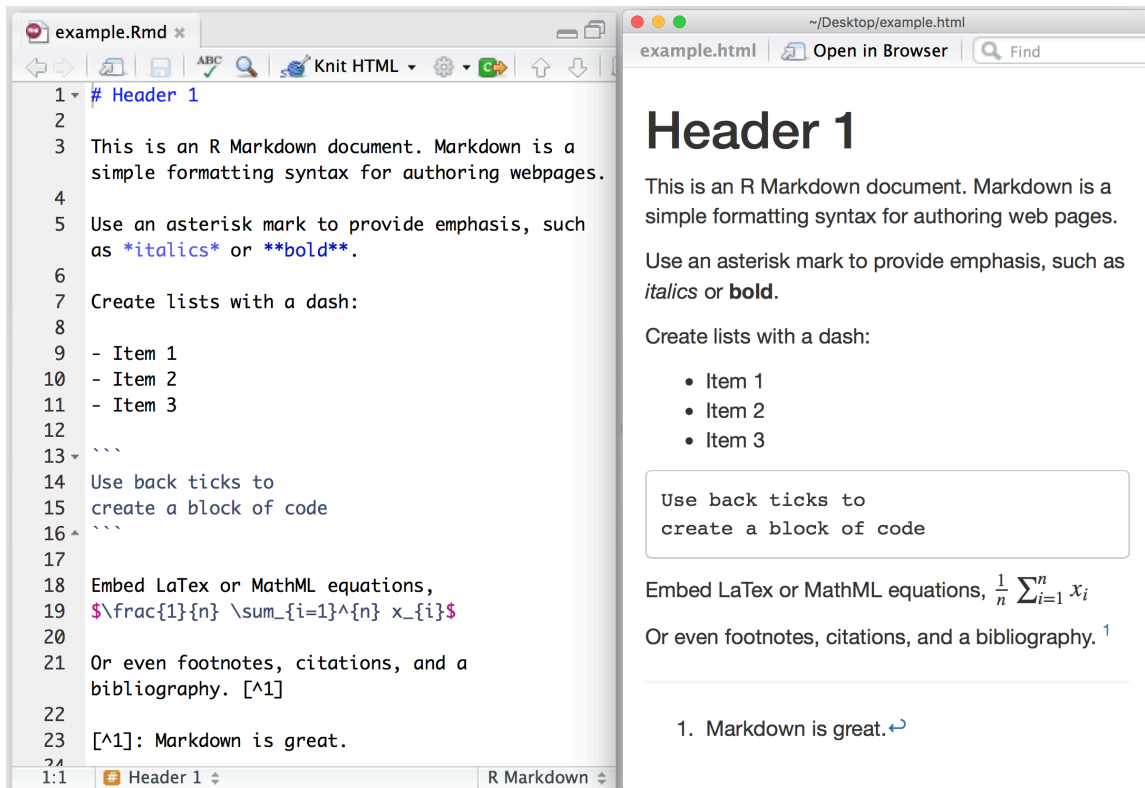 example.Rmd
ABC
Knit HTML
1 # Header 1
2
3 This is an R Markdown document. Markdown is a
simple formatting syntax for authoring webpages.
4
5 Use an asterisk mark to provide emphasis, such
as *italics* or **bold**.
6
7 Create lists with a dash:
8
9 - Item 1
10 - Item 2
11 - Item 3
12
13 ```
14 Use back ticks to
15 create a block of code
16 ```
17
18 Embed LaTex or MathML equations,
19 $\frac{1}{n} \sum_{i=1}^{n} x_{i}$
20
21 Or even footnotes, citations, and a
bibliography. [^1]
22
23 [^1]: Markdown is great.
24
1:1 # Header 1 R Markdown
~/Desktop/example.html
example.html Open in Browser Find
Header 1
This is an R Markdown document. Markdown is a
simple formatting syntax for authoring web pages.
Use an asterisk mark to provide emphasis, such as
italics or bold.
Create lists with a dash:
• Item 1
• Item 2
• Item 3
Use back ticks to
create a block of code
Embed LaTex or MathML equations, 1/n ∑ⁿᵢ₌₁ xᵢ
Or even footnotes, citations, and a bibliography. 1
1. Markdown is great.↩